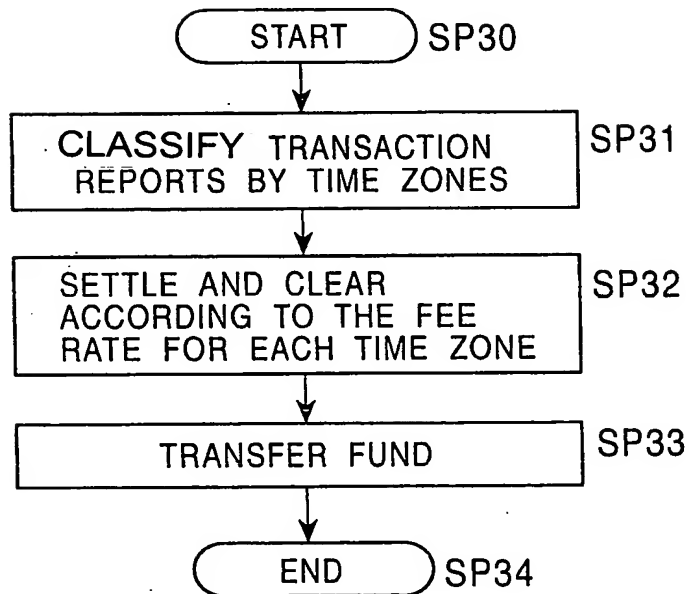 START SP30
CLASSIFY TRANSACTION SP31
REPORTS BY TIME ZONES
SETTLE AND CLEAR SP32
ACCORDING TO THE FEE
RATE FOR EACH TIME ZONE
TRANSFER FUND SP33
END SP34